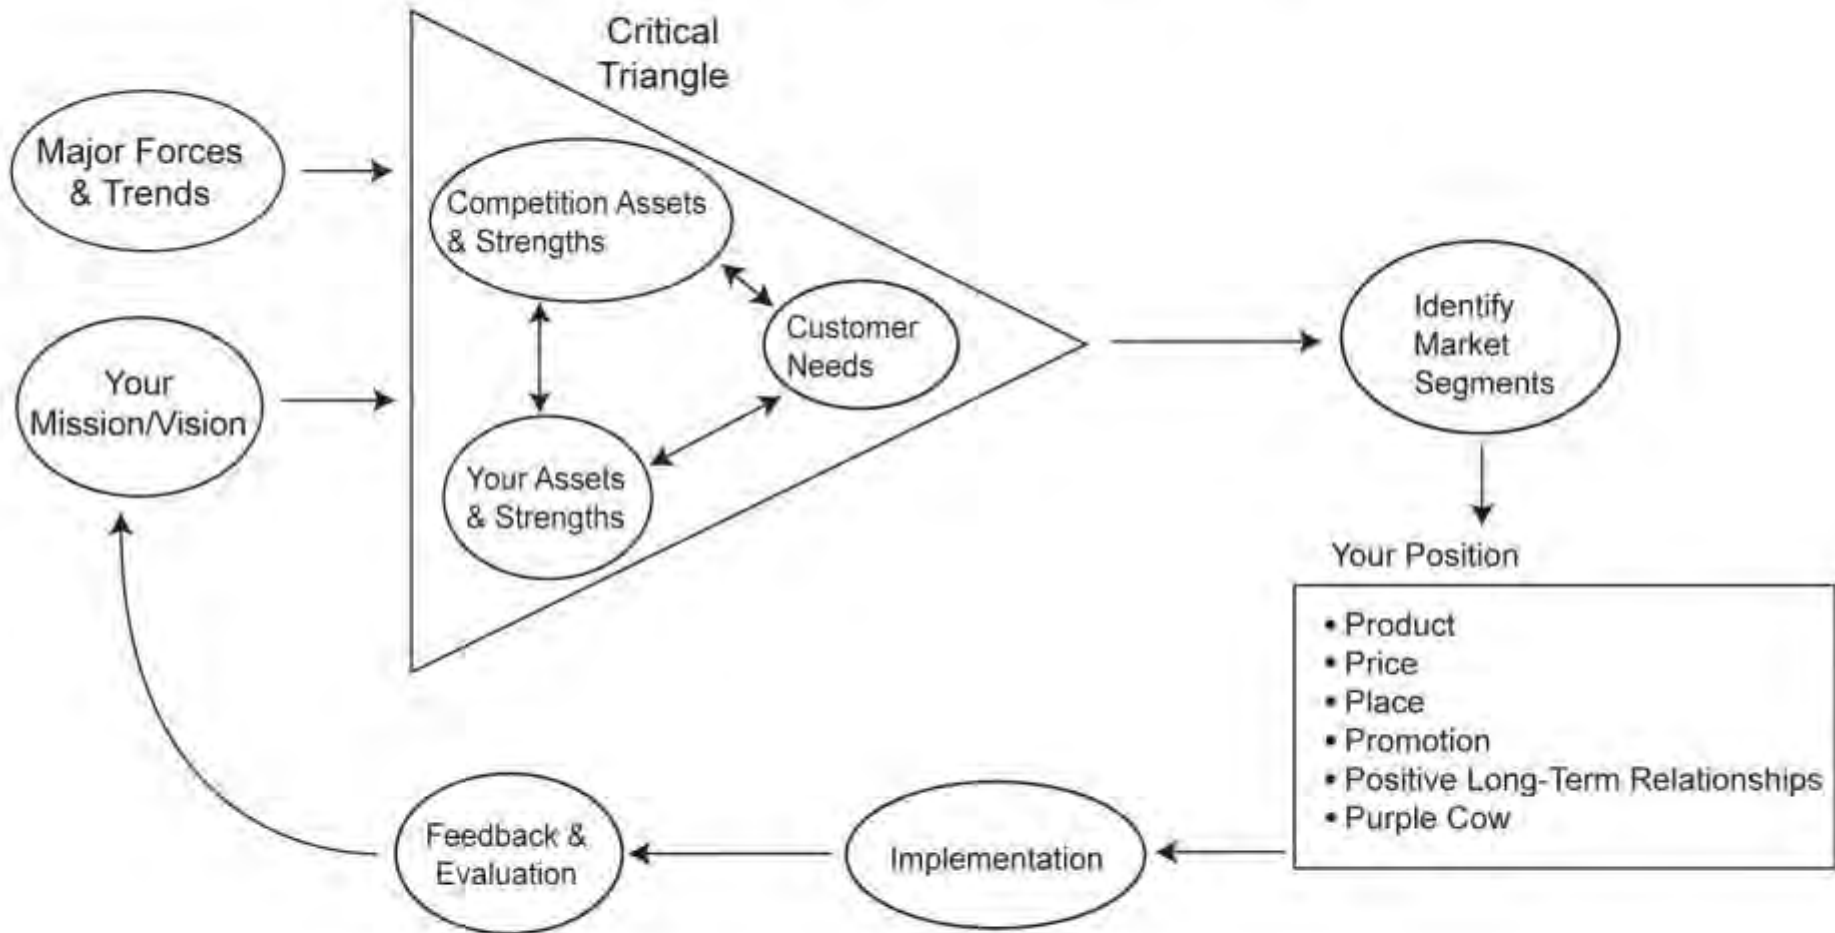 Critical
Triangle
Major Forces
& Trends
Competition Assets
& Strengths
Customer
Needs
Identify
Market
Segments
Your
Mission/Vision
Your Assets
& Strengths
Your Position
• Product
• Price
• Place
• Promotion
• Positive Long-Term Relationships
• Purple Cow
Feedback &
Evaluation
Implementation